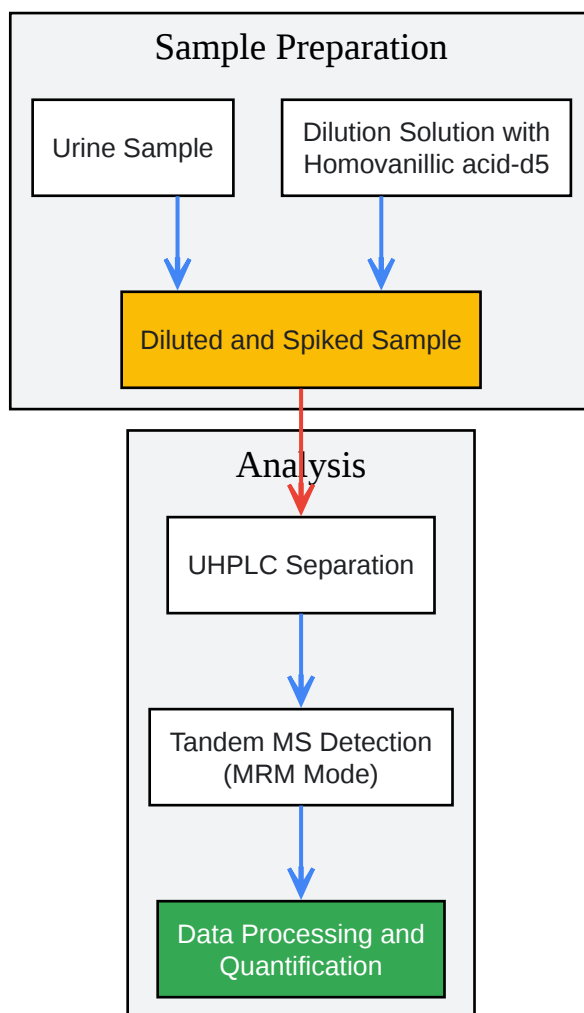 Sample Preparation
Urine Sample
Dilution Solution with
Homovanillic acid-d5
Diluted and Spiked Sample
Analysis
UHPLC Separation
Tandem MS Detection
(MRM Mode)
Data Processing and
Quantification